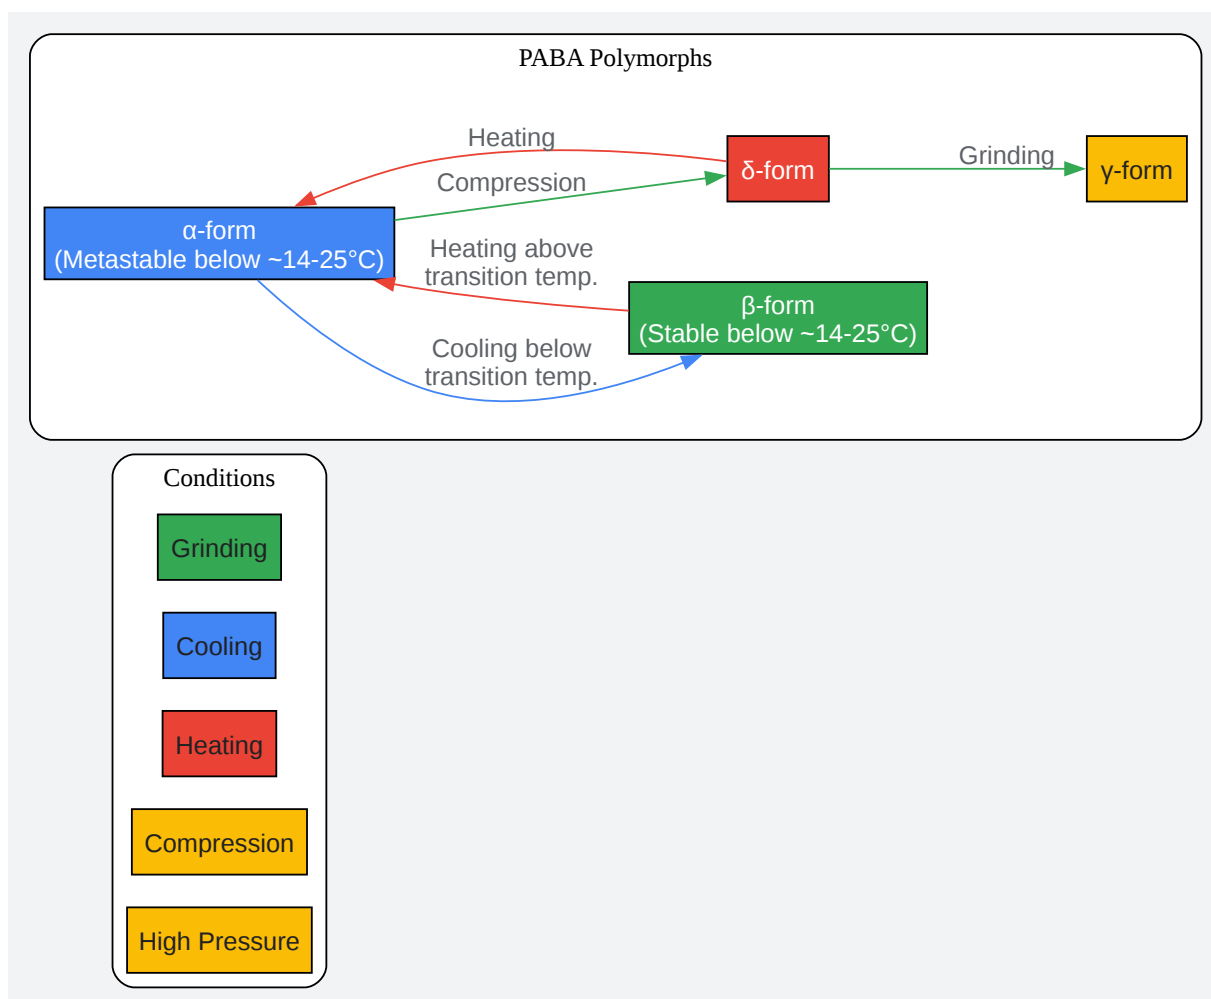 PABA Polymorphs
Heating
Compression
δ-form
Grinding
γ-form
α-form
(Metastable below ~14-25°C)
Heating above
transition temp.
β-form
(Stable below ~14-25°C)
Cooling below
transition temp.
Conditions
Grinding
Cooling
Heating
Compression
High Pressure